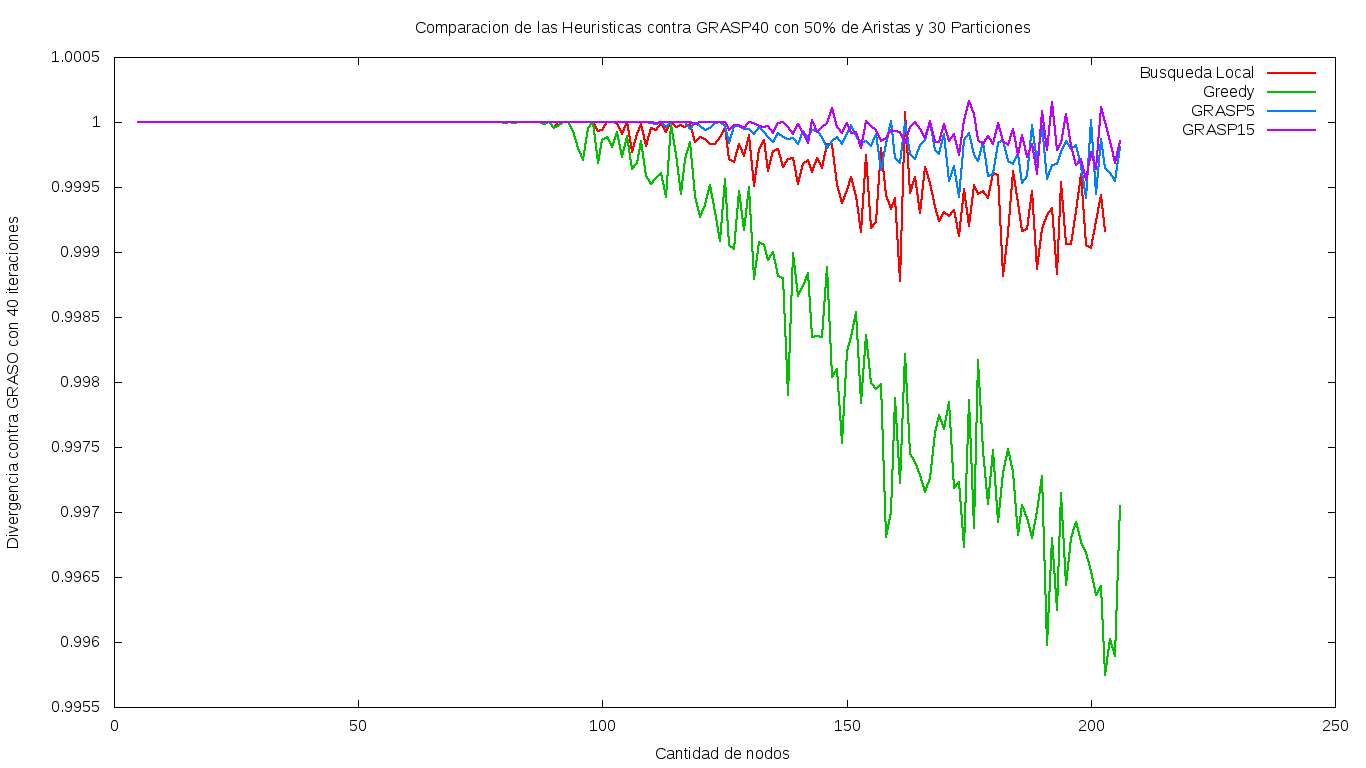 Comparacion de las Heuristicas contra GRASP40 con 50% de Aristas y 30 Particiones
1.0005
1
0.9995
0.999
0.9985
0.998
0.9975
0.997
0.9965
0.996
0.9955
0
50
100
150
200
250
Divergencia contra GRASO con 40 iteraciones
Cantidad de nodos
Busqueda Local
Greedy
GRASP5
GRASP15